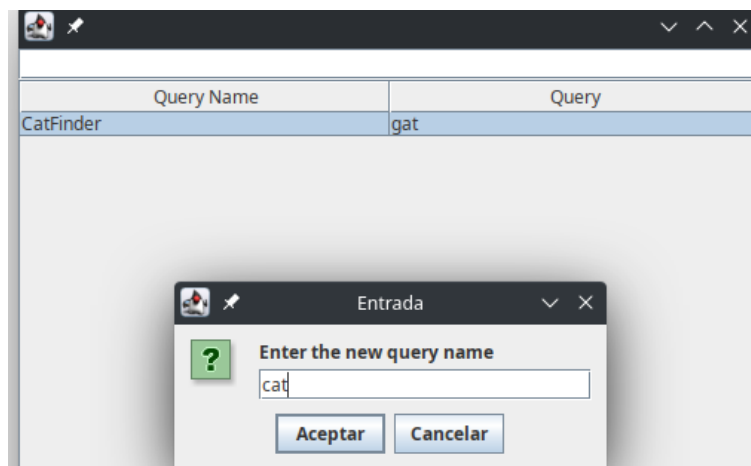 Query Name Query
CatFinder gat
Entrada
?
Enter the new query name
cat
Aceptar Cancelar